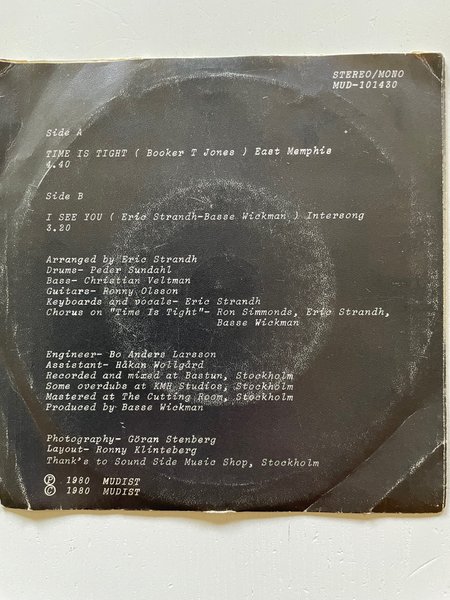 STEREO/MONO
MUD-101430
Side A
TIME IS TIGHT ( Booker T Jones ) East Memphis
4.40
Side B
I SEE YOU ( Eric Strandh-Basse Wickman ) Intersong
3.20
Arranged by Eric Strandh
Drums- Peder Sundahl
Bass- Christian Veltman
Guitars- Ronny Olsson
Keyboards and vocals- Eric Strandh
Chorus on "Time Is Tight"- Ron Simmonds, Eric Strandh,
Basse Wickman
Engineer- Bo Anders Larsson
Assistant- Håkan Wollgård
Recorded and mixed at Bastun, Stockholm
Some overdubs at KMH Studios, Stockholm
Mastered at The Cutting Room, Stockholm
Produced by Basse Wickman
Photography- Göran Stenberg
Layout- Ronny Klinteberg
Thank's to Sound Side Music Shop, Stockholm
Ⓟ 1980 MUDIST
© 1980 MUDIST